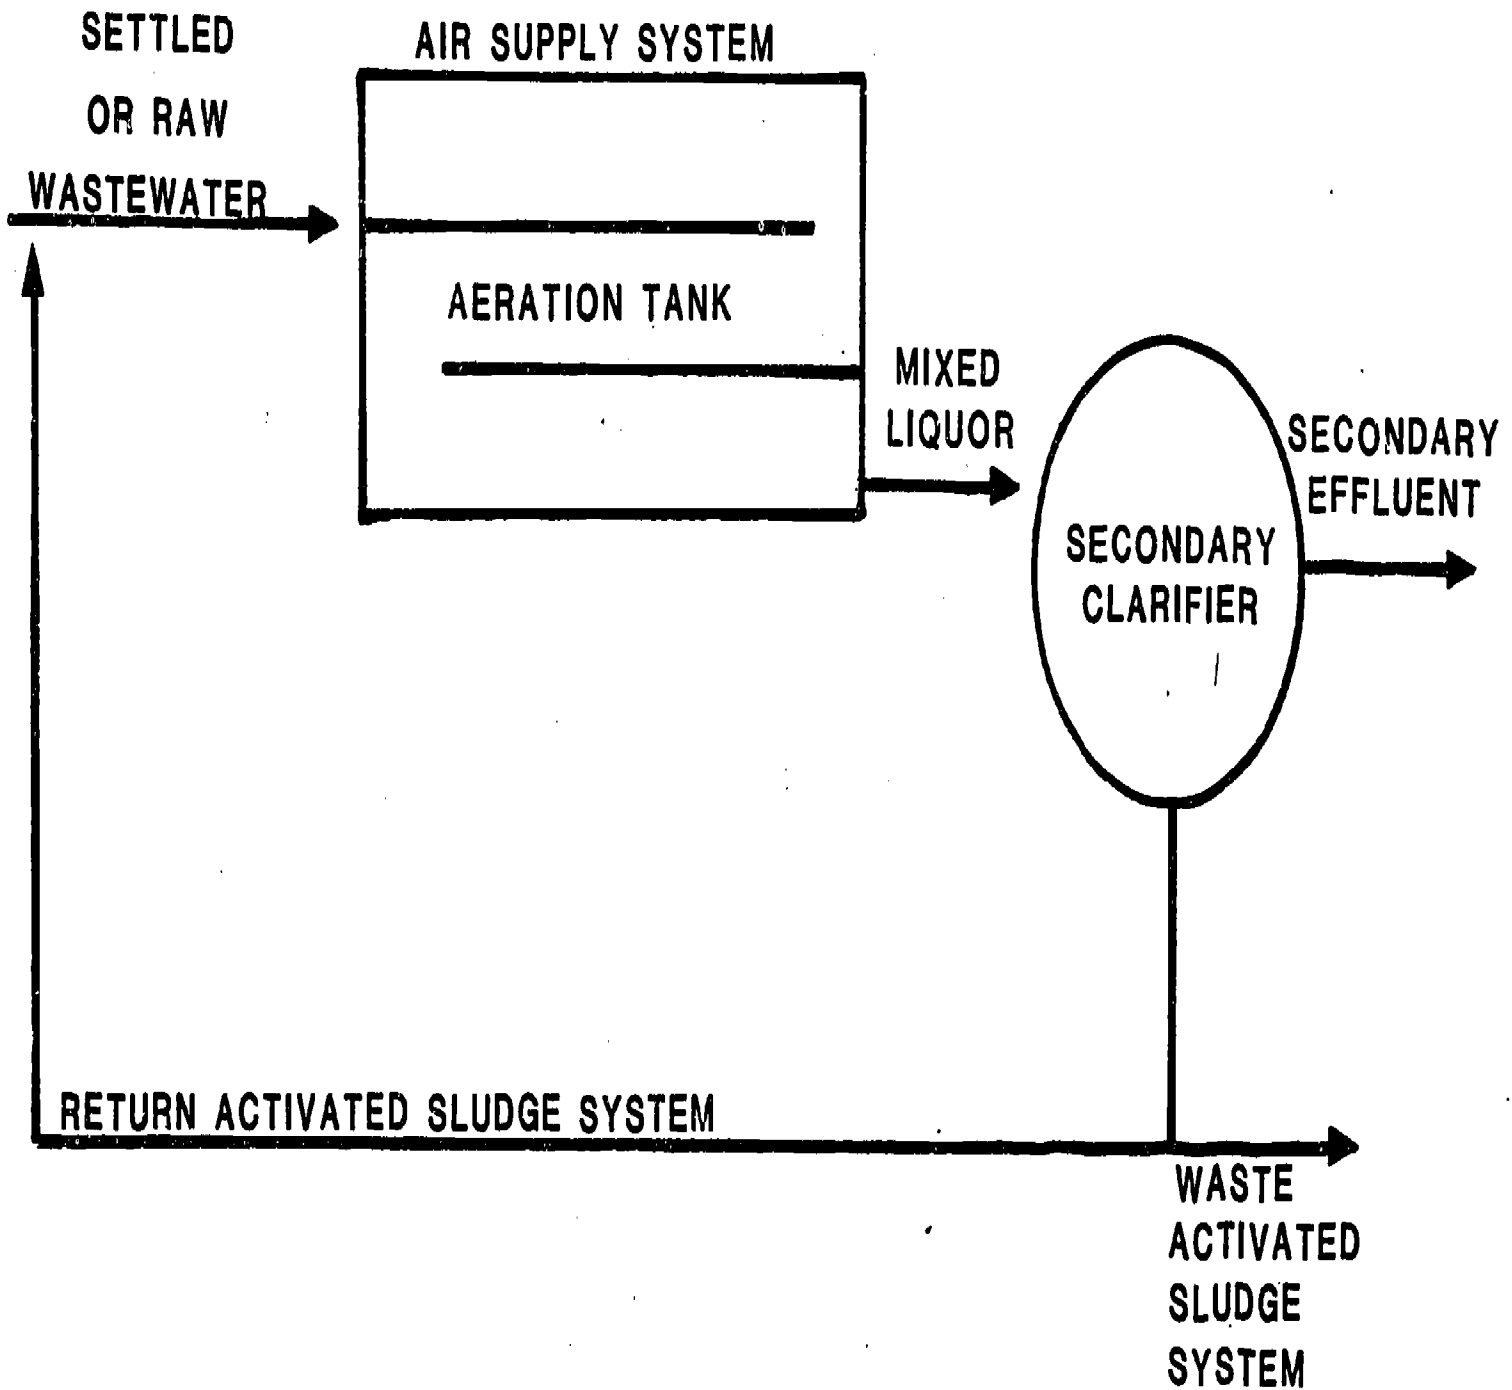 SETTLED
OR RAW
WASTEWATER
AIR SUPPLY SYSTEM
AERATION TANK
MIXED
LIQUOR
SECONDARY
CLARIFIER
SECONDARY
EFFLUENT
RETURN ACTIVATED SLUDGE SYSTEM
WASTE
ACTIVATED
SLUDGE
SYSTEM